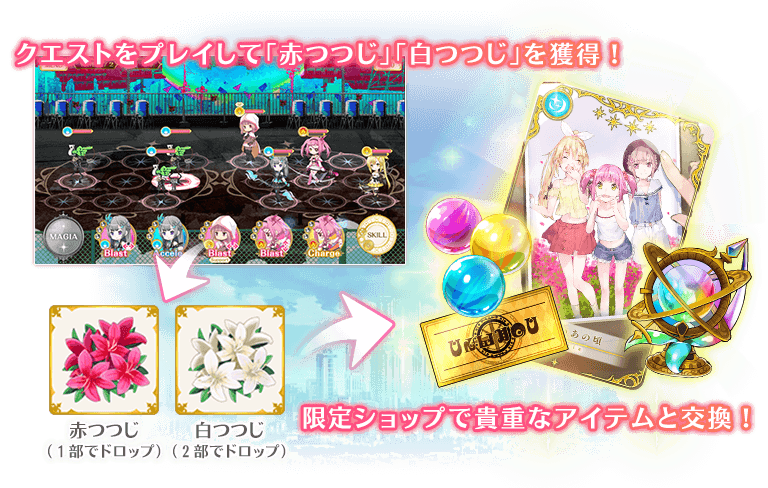 クエストをプレイして「赤つつじ」「白つつじ」を獲得！
MAGIA
Blast
Accele
Blast
Blast
Charge
SKILL
あの頃
赤つつじ
（１部でドロップ）
白つつじ
（２部でドロップ）
限定ショップで貴重なアイテムと交換！